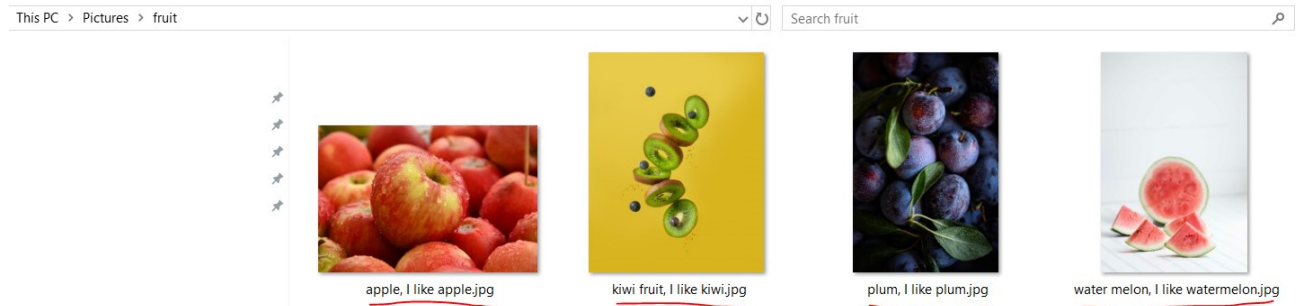 This PC > Pictures > fruit
Search fruit
apple, I like apple.jpg
kiwi fruit, I like kiwi.jpg
plum, I like plum.jpg
water melon, I like watermelon.jpg